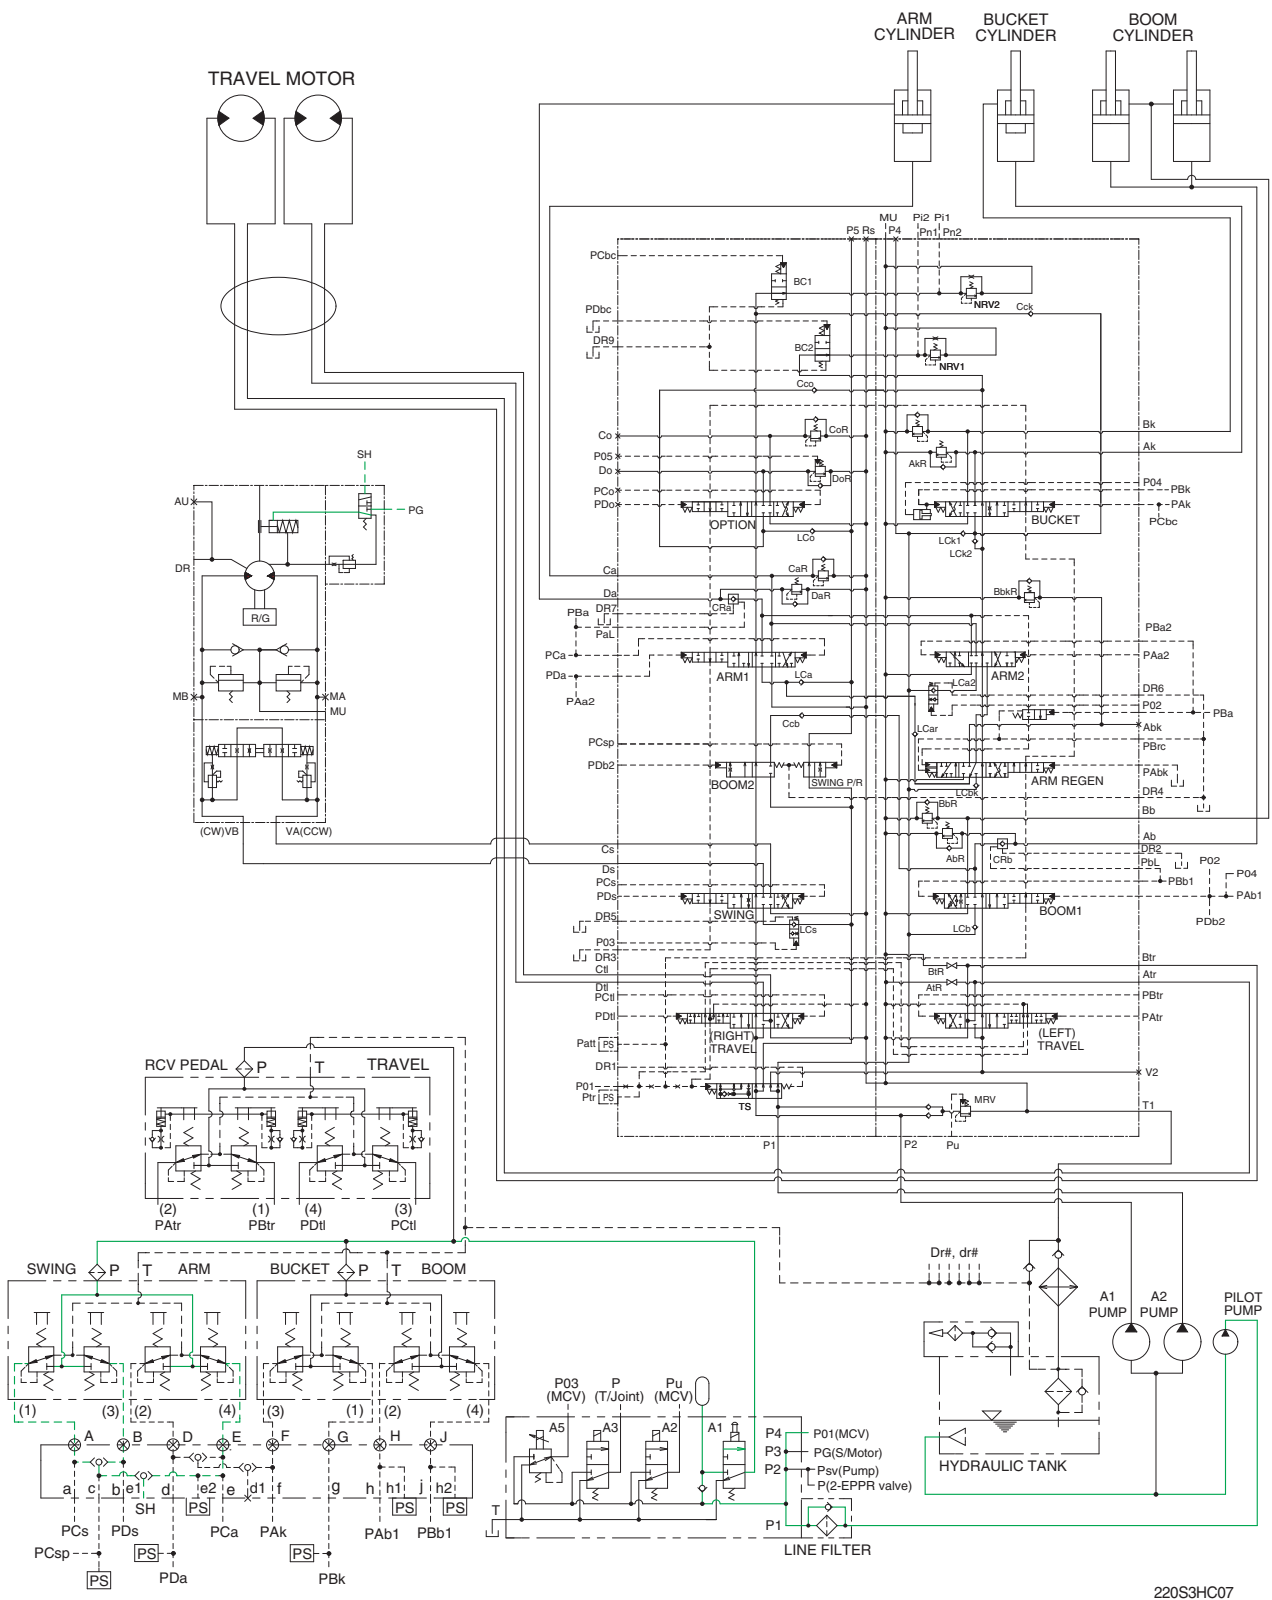 ARM
CYLINDER
BUCKET
CYLINDER
BOOM
CYLINDER
TRAVEL MOTOR
P5 Rs
MU
P4
Pi2 Pi1
Pn1 Pn2
PCbc
BC1
NRV2
Cck
PDbc
DR9
BC2
NRV1
Cco
Co
CoR
Bk
P05
AkR
Ak
Do
DoR
P04
PCo
PBk
PDo
PAk
OPTION
BUCKET
PCbc
LCo
LCk1
LCk2
SH
AU
PG
DR
R/G
MB
MA
MU
(CW)VB
VA(CCW)
Ca
CaR
Da
DaR
BbkR
CRa
DR7
PBa
PaL
PBa2
PCa
PAa2
PDa
ARM1
ARM2
LCa
LCa2
PAa2
DR6
P02
Ccb
LCar
PBa
Abk
PCsp
PBrc
PDb2
PAbk
BOOM2
SWING P/R
ARM REGEN
LCbk
DR4
BbR
Bb
Cs
AbR
CRb
Ab
DR2
Ds
PbL
P02
PCs
PBb1
P04
PDs
PAb1
SWING
BOOM1
PDb2
DR5
LCs
LCb
P03
DR3
Btr
Ctl
BtR
Atr
Dtl
AtR
PCtl
PBtr
PDtl
PAtr
(RIGHT)
TRAVEL
(LEFT)
TRAVEL
Patt PS
DR1
V2
P01
Ptr PS
TS
MRV
T1
P1
P2
Pu
RCV PEDAL
P
T
TRAVEL
(2)
PAtr
(1)
PBtr
(4)
PDtl
(3)
PCtl
SWING
P
T
ARM
BUCKET
P
T
BOOM
(1)
(3)
(2)
(4)
(3)
(1)
(2)
(4)
A
B
D
E
F
G
H
J
a
c
b
e1
d
e2
e
d1
f
g
h
h1
j
h2
SH
PS
PS
PS
PCs
PDs
PCa
PAk
PAb1
PBb1
PCsp
PS
PS
PDa
PS
PBk
P03
(MCV)
P
(T/Joint)
Pu
(MCV)
A5
A3
A2
A1
P4
P01(MCV)
P3
PG(S/Motor)
P2
Psv(Pump)
P(2-EPPR valve)
T
P1
LINE FILTER
Dr#, dr#
A1
PUMP
A2
PUMP
PILOT
PUMP
HYDRAULIC TANK
220S3HC07